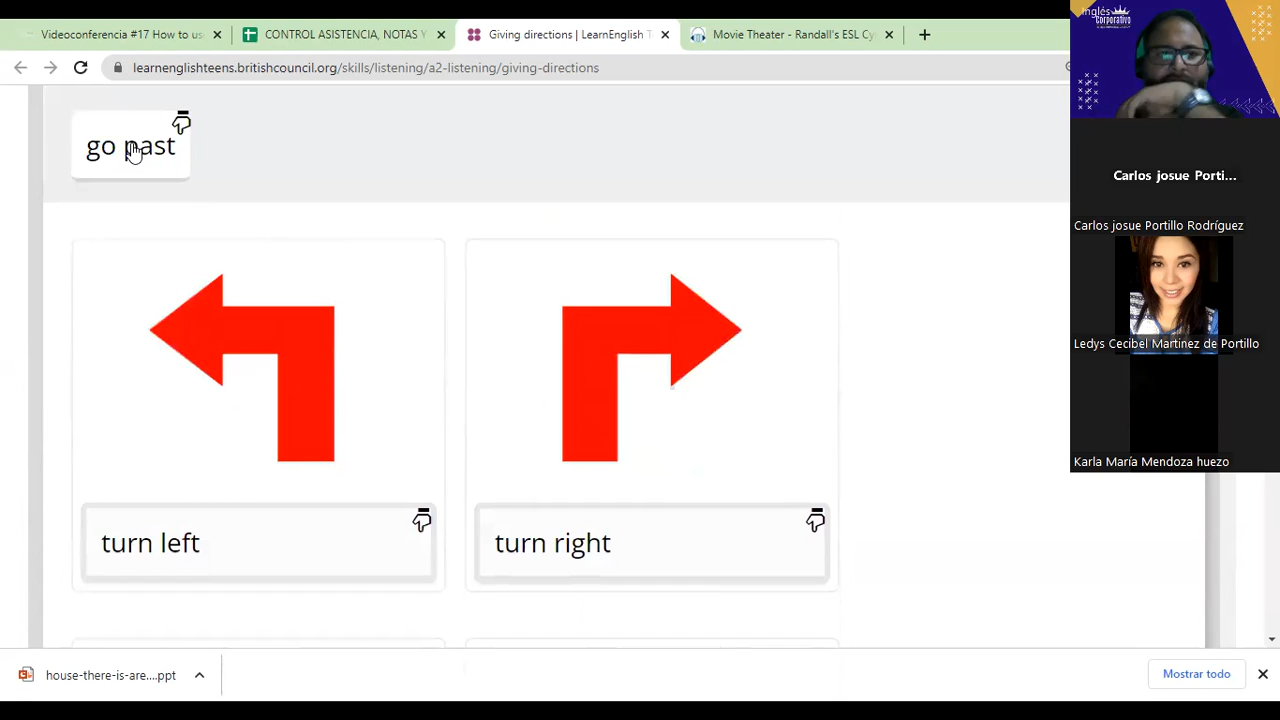 Videoconferencia #17 How to us
CONTROL ASISTENCIA, NOTAS Y
Giving directions | LearnEnglish T
Movie Theater - Randall's ESL Cy
learnenglishteens.britishcouncil.org/skills/listening/a2-listening/giving-directions
go past
turn left
turn right
house-there-is-are....ppt
Mostrar todo
Inglés
Corporativo
Carlos josue Porti...
Carlos josue Portillo Rodríguez
Ledys Cecibel Martinez de Portillo
Karla María Mendoza huezo